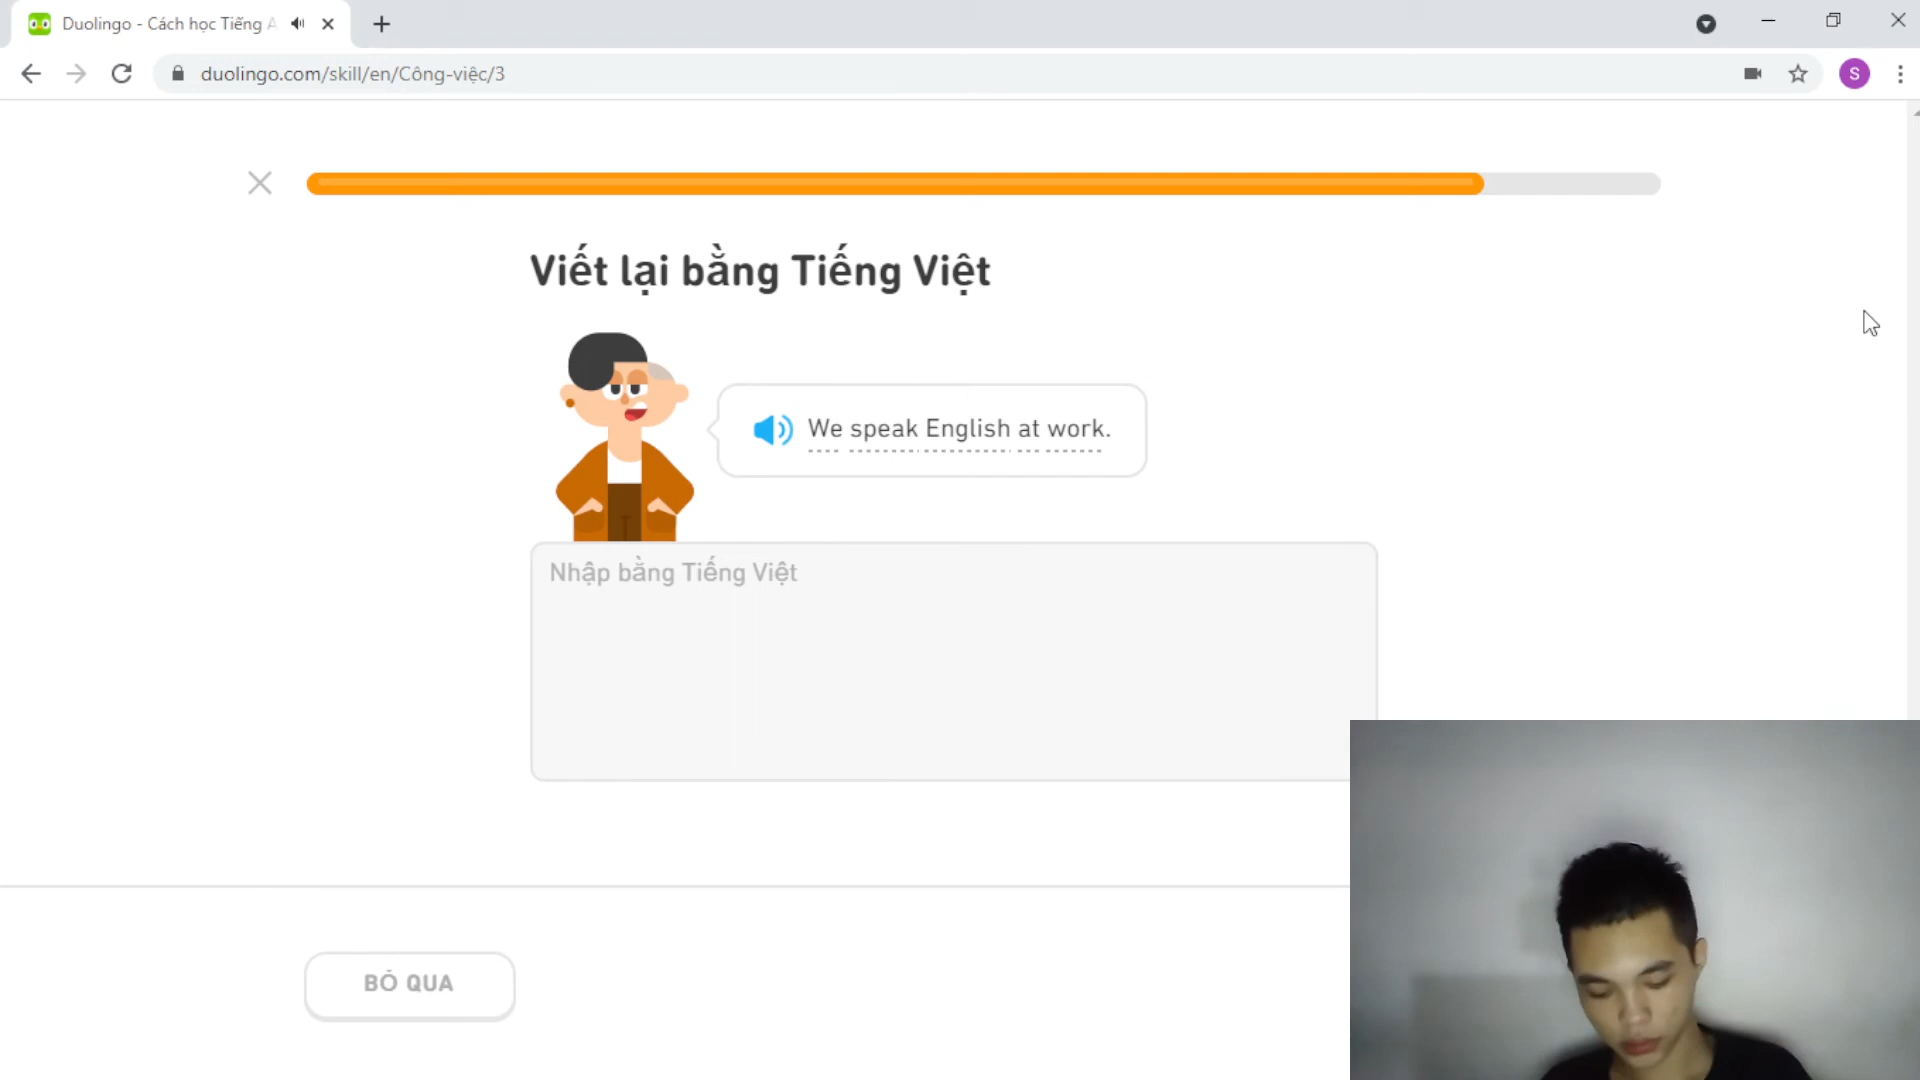 Duolingo - Cách học Tiếng A
duolingo.com/skill/en/Công-việc/3
S
Viết lại bằng Tiếng Việt
We speak English at work.
Nhập bằng Tiếng Việt
BỎ QUA